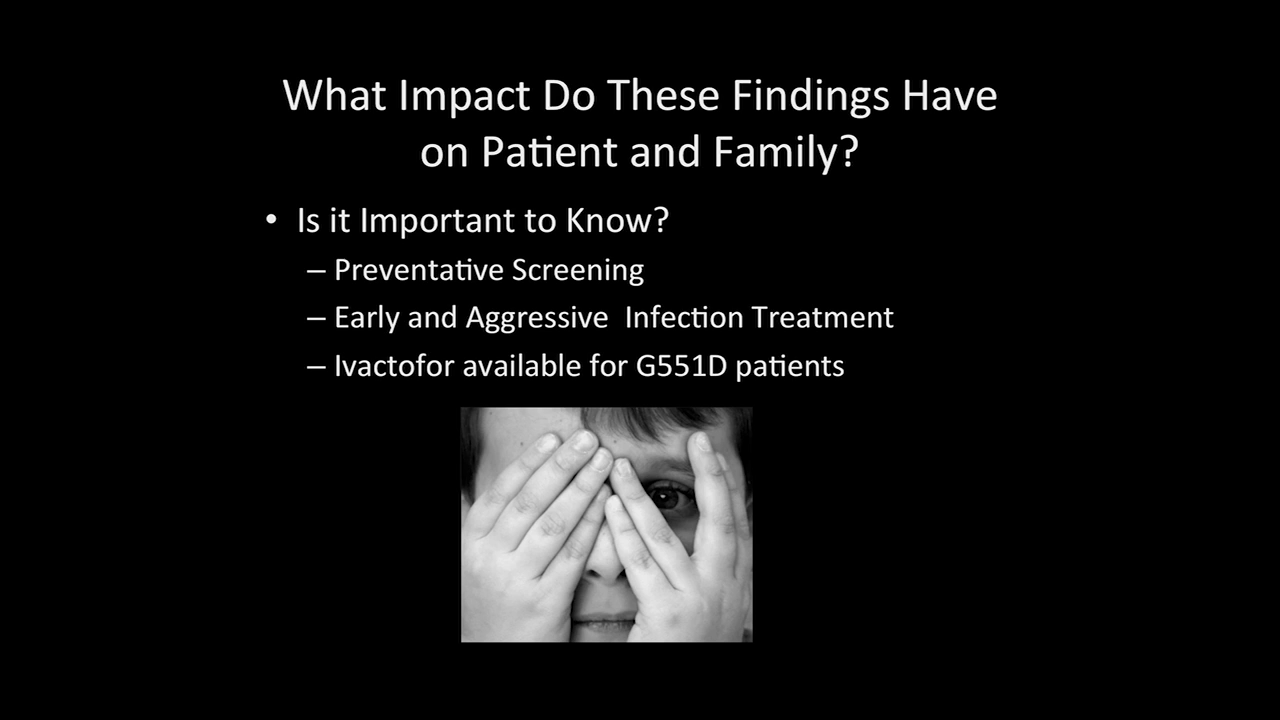 What Impact Do These Findings Have
on Patient and Family?
• Is it Important to Know?
– Preventative Screening
– Early and Aggressive  Infection Treatment
– Ivactofor available for G551D patients